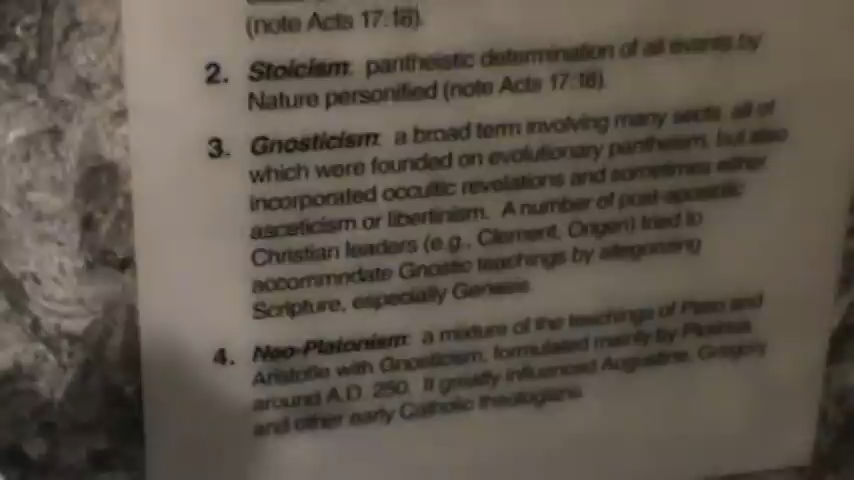 (note Acts 17:18).
2. Stoicism: pantheistic determination of all events by
Nature personified (note Acts 17:18).
3. Gnosticism: a broad term involving many sects, all of
which were founded on evolutionary pantheism, but also
incorporated occultic revelations and sometimes either
asceticism or libertinism. A number of post-apostolic
Christian leaders (e.g., Clement, Origen) tried to
accommodate Gnostic teachings by allegorizing
Scripture, especially Genesis.
4. Neo-Platonism: a mixture of the teachings of Plato and
Aristotle with Gnosticism, formulated mainly by Plotinus
around A.D. 250. It greatly influenced Augustine, Gregory
and other early Catholic theologians.